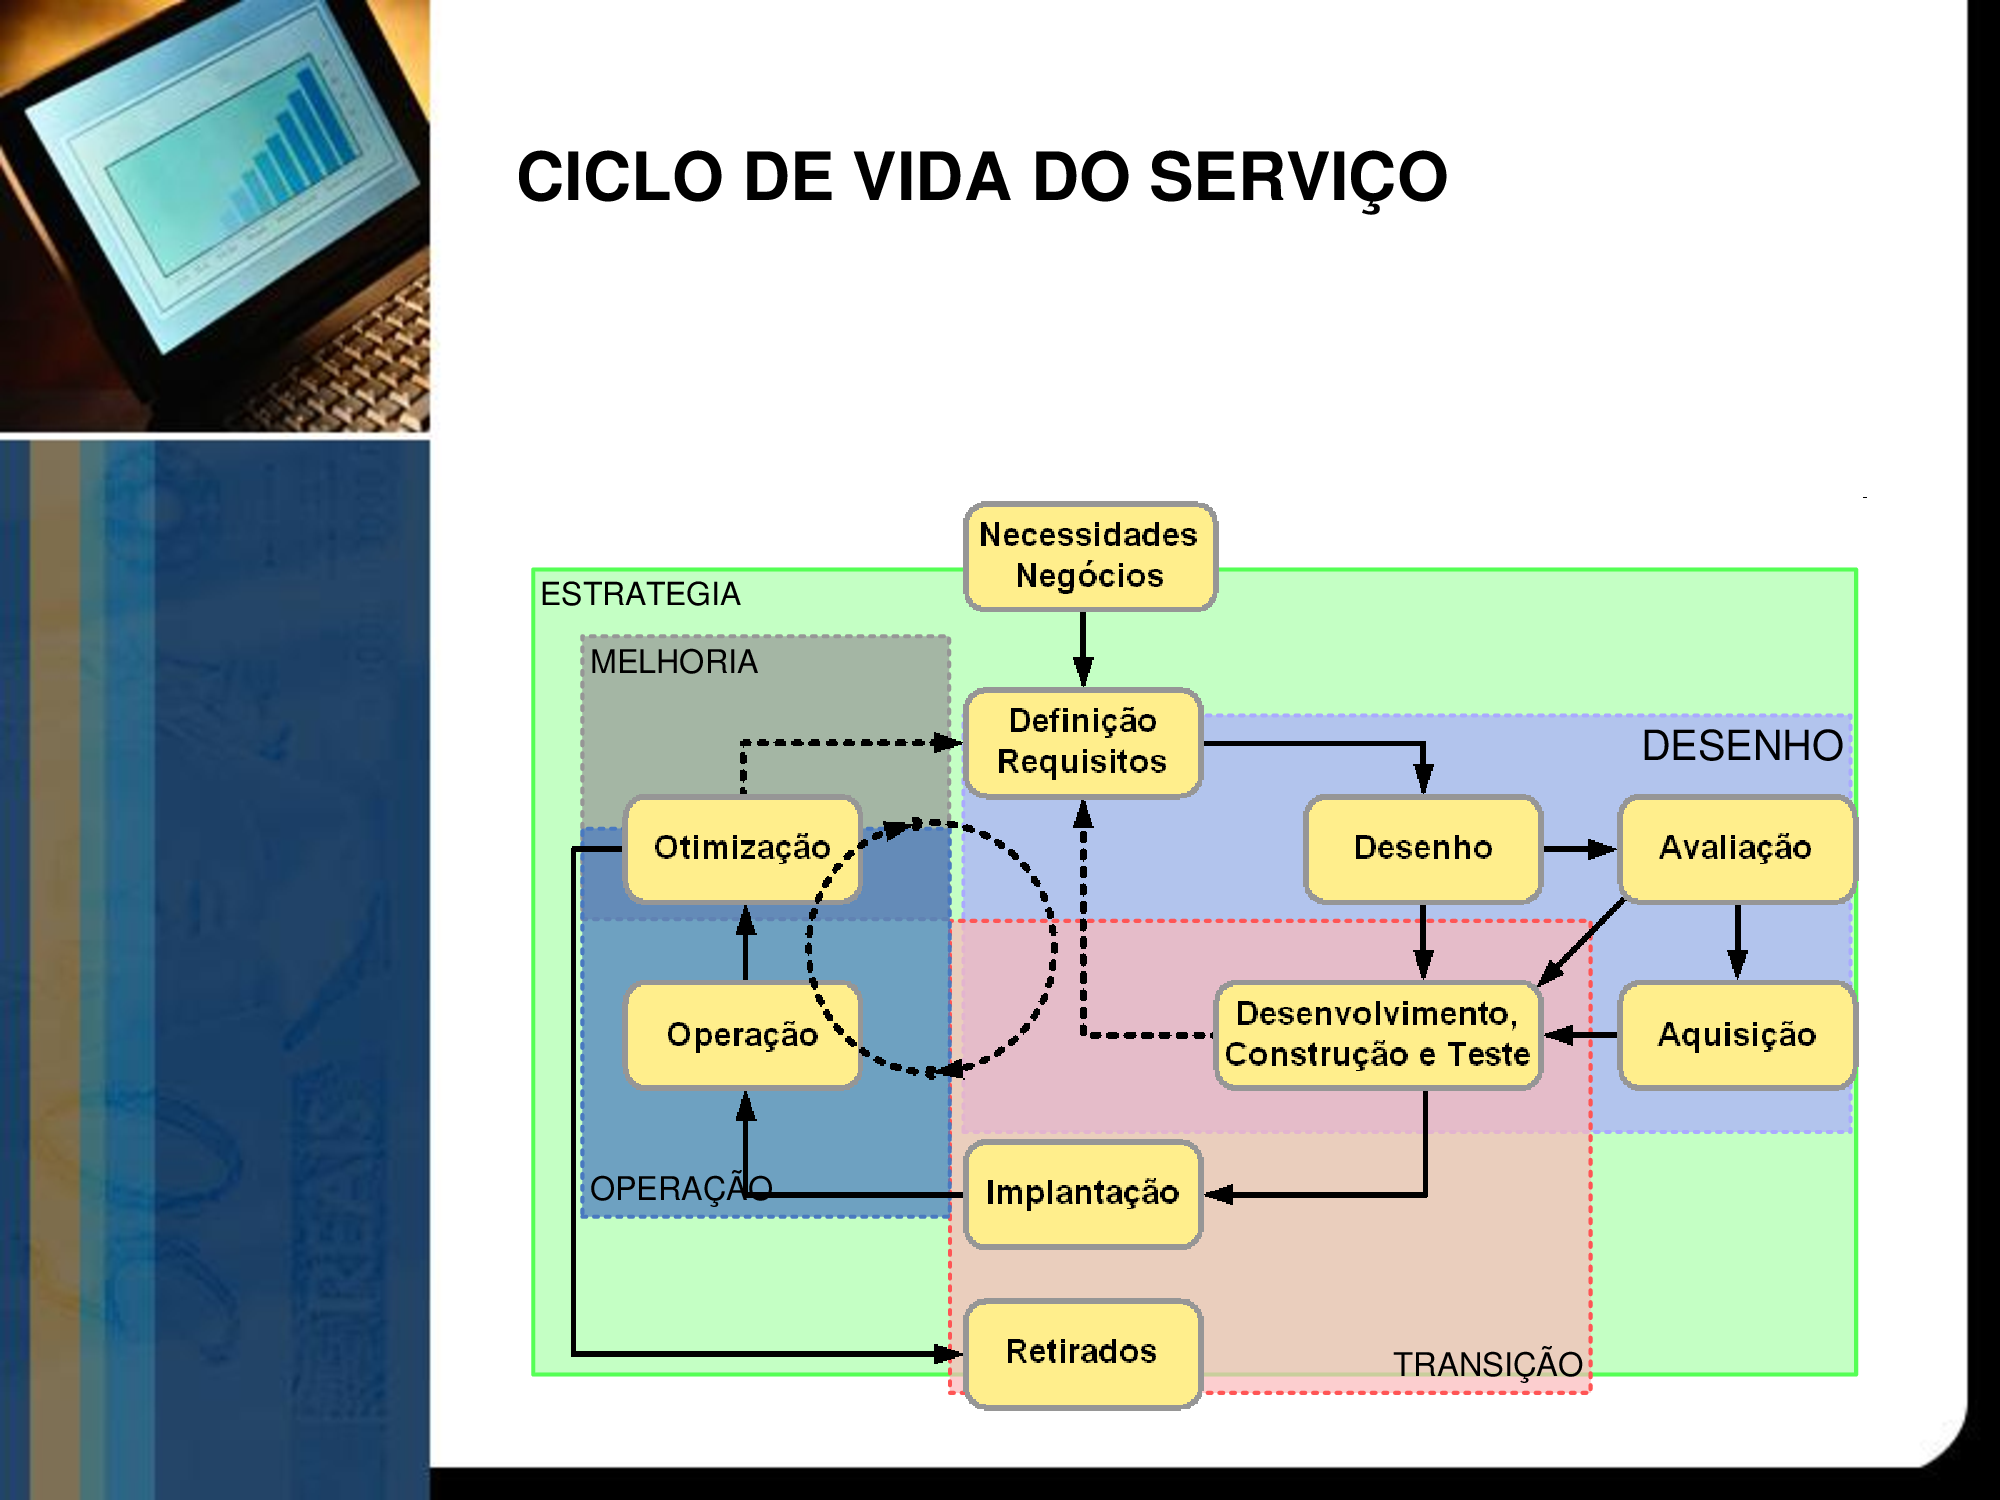 CICLO DE VIDA DO SERVIÇO
Necessidades
Negócios
ESTRATEGIA
MELHORIA
Definição
Requisitos
DESENHO
Otimização
Desenho
Avaliação
Operação
Desenvolvimento,
Construção e Teste
Aquisição
OPERAÇÃO
Implantação
Retirados
TRANSIÇÃO
REAIS